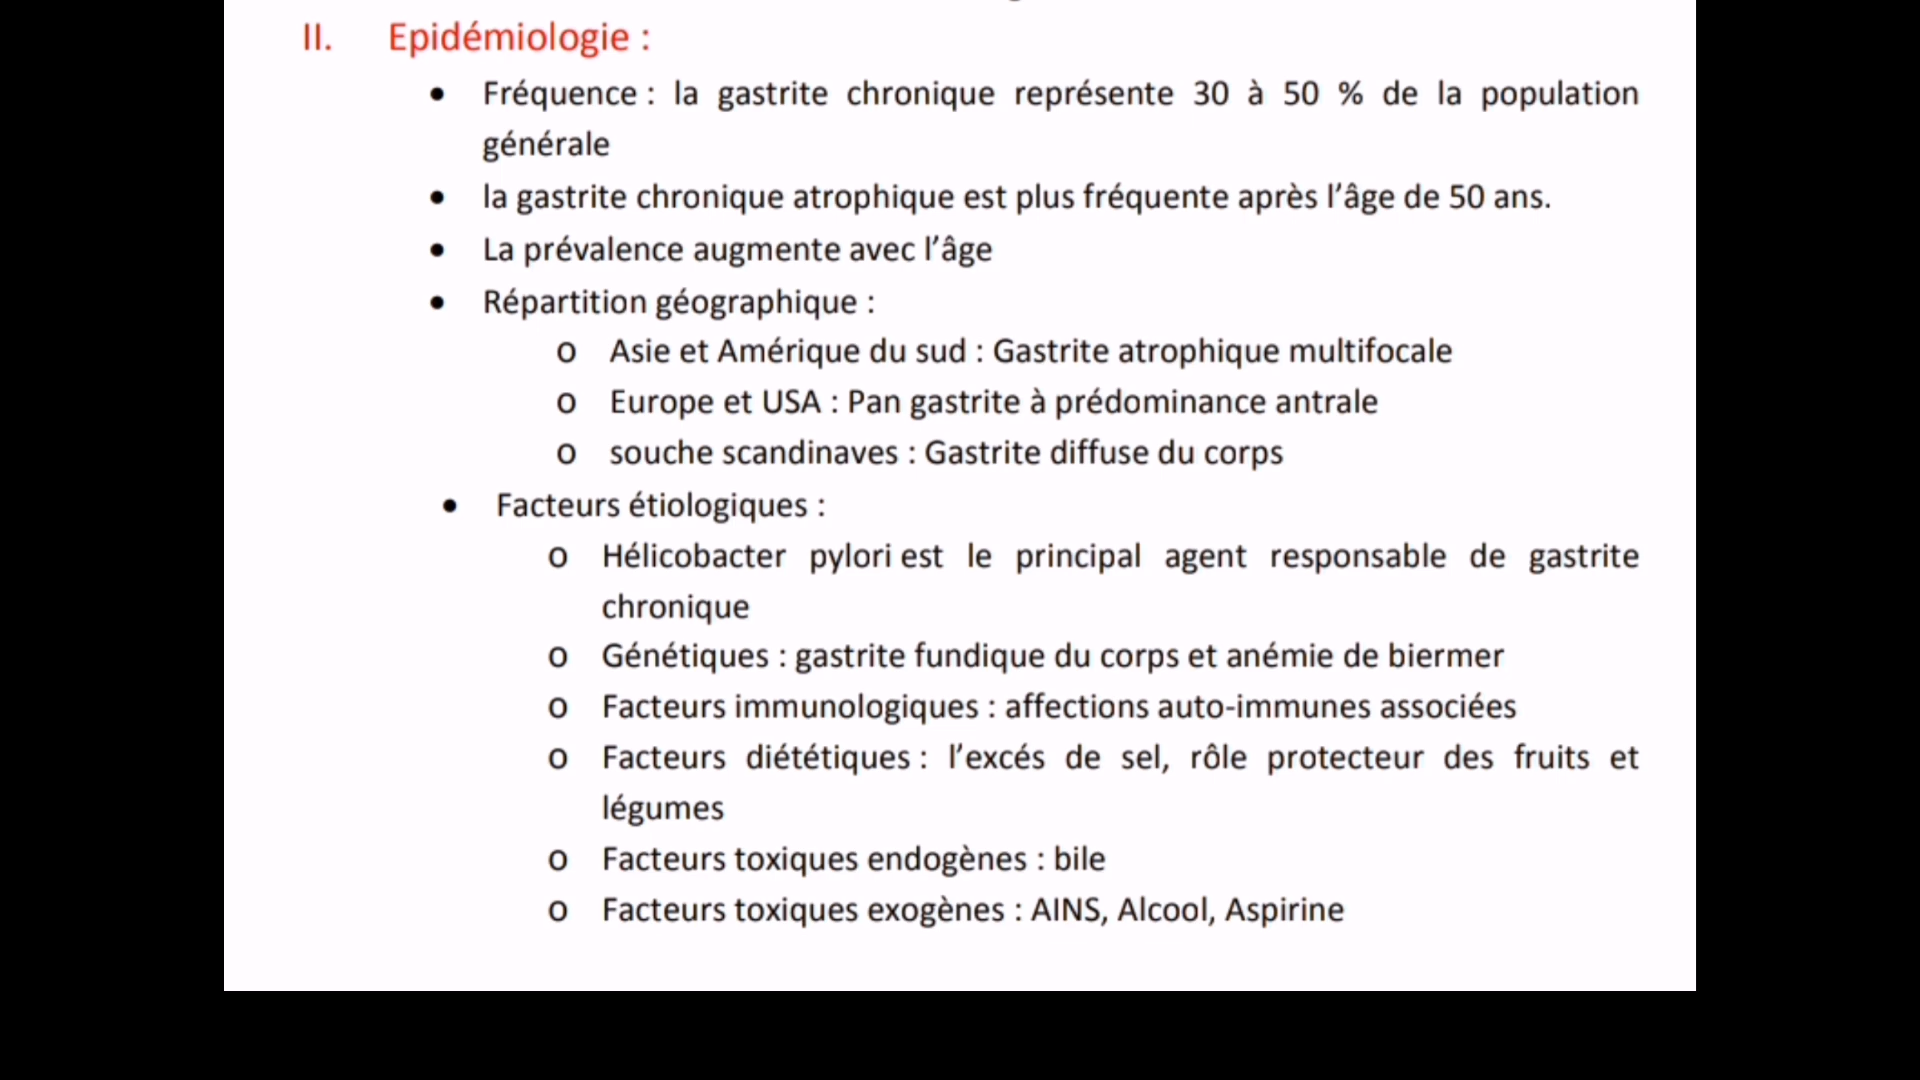 II. Epidémiologie :
• Fréquence : la gastrite chronique représente 30 à 50 % de la population
générale
• la gastrite chronique atrophique est plus fréquente après l’âge de 50 ans.
• La prévalence augmente avec l’âge
• Répartition géographique :
o Asie et Amérique du sud : Gastrite atrophique multifocale
o Europe et USA : Pan gastrite à prédominance antrale
o souche scandinaves : Gastrite diffuse du corps
• Facteurs étiologiques :
o Hélicobacter pylori est le principal agent responsable de gastrite
chronique
o Génétiques : gastrite fundique du corps et anémie de biermer
o Facteurs immunologiques : affections auto-immunes associées
o Facteurs diététiques : l’excés de sel, rôle protecteur des fruits et
légumes
o Facteurs toxiques endogènes : bile
o Facteurs toxiques exogènes : AINS, Alcool, Aspirine